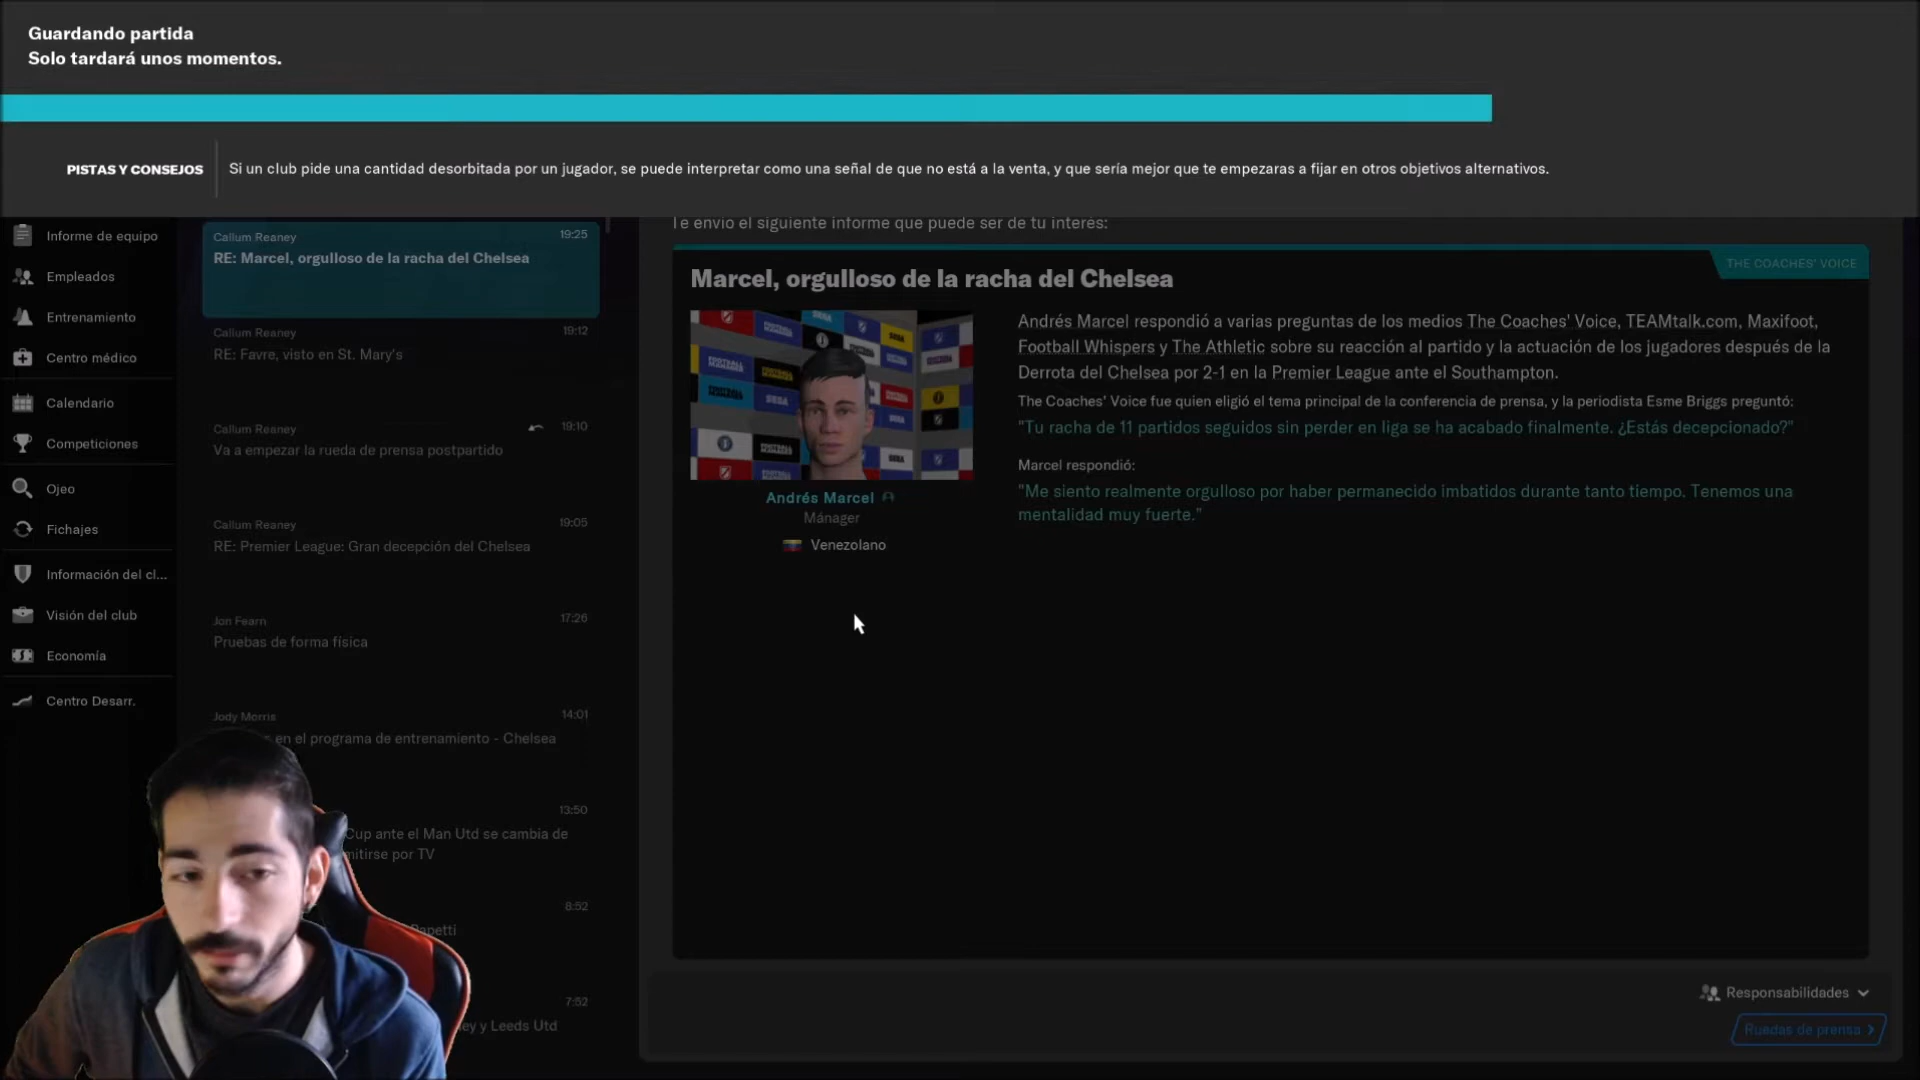 Guardando partida
Solo tardará unos momentos.
PISTAS Y CONSEJOS
Si un club pide una cantidad desorbitada por un jugador, se puede interpretar como una señal de que no está a la venta, y que sería mejor que te empezaras a fijar en otros objetivos alternativos.
Informe de equipo
Empleados
Entrenamiento
Centro médico
Calendario
Competiciones
Ojeo
Fichajes
Información del cl...
Visión del club
Economía
Centro Desarr.
Callum Reaney 19:25
RE: Marcel, orgulloso de la racha del Chelsea
Callum Reaney 19:12
RE: Favre, visto en St. Mary's
Callum Reaney 19:10
Va a empezar la rueda de prensa postpartido
Callum Reaney 19:05
RE: Premier League: Gran decepción del Chelsea
Jon Fearn 17:26
Pruebas de forma física
Jody Morris 14:01
en el programa de entrenamiento - Chelsea
13:50
Cup ante el Man Utd se cambia de
mitirse por TV
8:52
Papetti
7:52
ey y Leeds Utd
Te envío el siguiente informe que puede ser de tu interés:
THE COACHES' VOICE
Marcel, orgulloso de la racha del Chelsea
Andrés Marcel
Mánager
Venezolano
Andrés Marcel respondió a varias preguntas de los medios The Coaches' Voice, TEAMtalk.com, Maxifoot,
Football Whispers y The Athletic sobre su reacción al partido y la actuación de los jugadores después de la
Derrota del Chelsea por 2-1 en la Premier League ante el Southampton.
The Coaches' Voice fue quien eligió el tema principal de la conferencia de prensa, y la periodista Esme Briggs preguntó:
"Tu racha de 11 partidos seguidos sin perder en liga se ha acabado finalmente. ¿Estás decepcionado?"
Marcel respondió:
"Me siento realmente orgulloso por haber permanecido imbatidos durante tanto tiempo. Tenemos una
mentalidad muy fuerte."
Responsabilidades
Ruedas de prensa